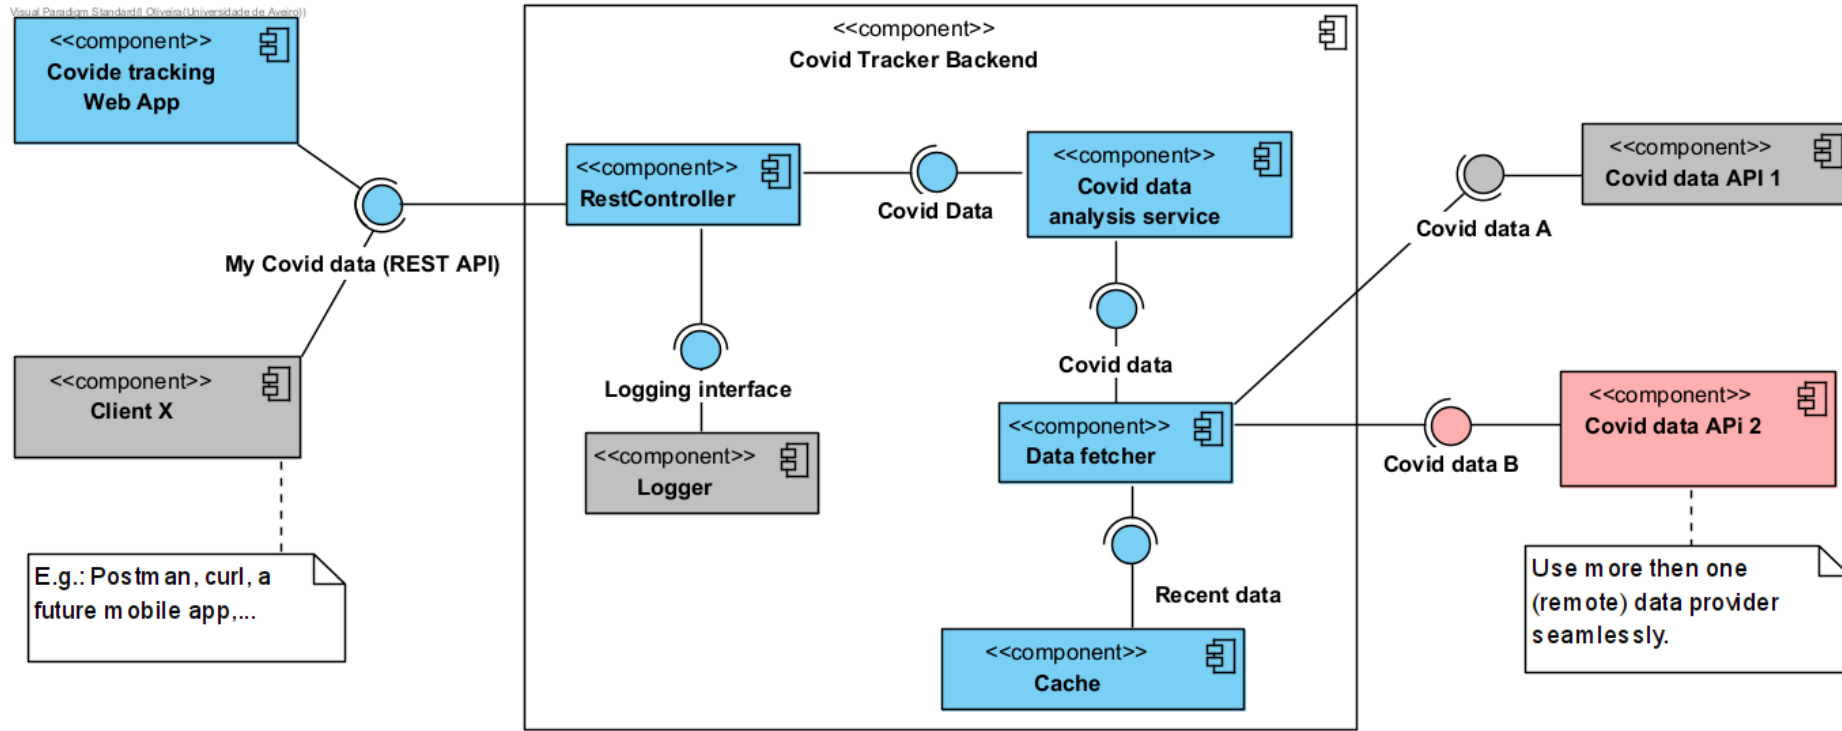 Visual Paradigm Standard(I Oliveira(Universidade de Aveiro))
<<component>>
Covide tracking
Web App
<<component>>
Covid Tracker Backend
<<component>>
RestController
Covid Data
<<component>>
Covid data
analysis service
<<component>>
Covid data API 1
Covid data A
My Covid data (REST API)
<<component>>
Client X
Logging interface
<<component>>
Logger
Covid data
<<component>>
Data fetcher
Covid data B
<<component>>
Covid data APi 2
E.g.: Postman, curl, a
future mobile app,...
Recent data
<<component>>
Cache
Use more then one
(remote) data provider
seamlessly.